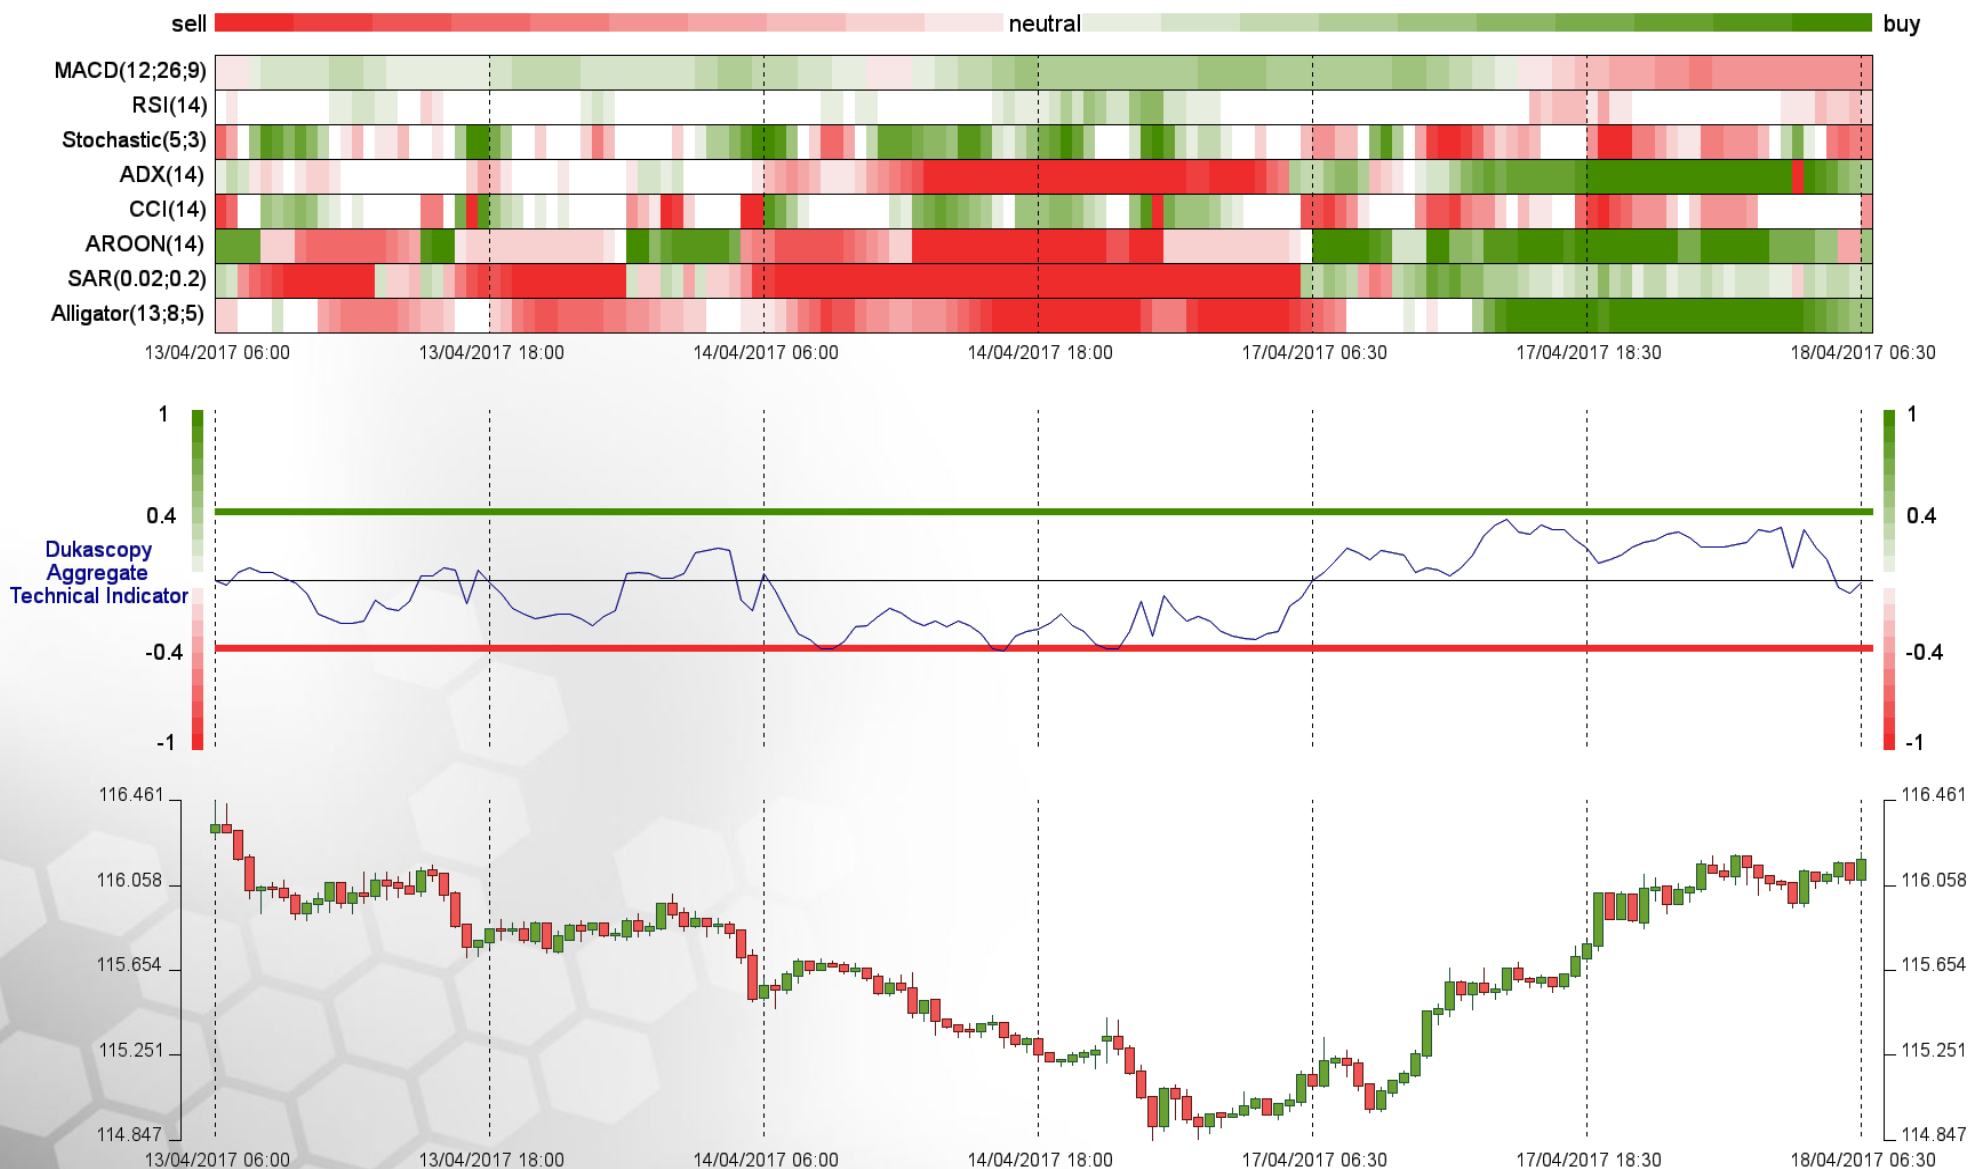 sell neutral buy
MACD(12;26;9)
RSI(14)
Stochastic(5;3)
ADX(14)
CCI(14)
AROON(14)
SAR(0.02;0.2)
Alligator(13;8;5)
13/04/2017 06:00 13/04/2017 18:00 14/04/2017 06:00 14/04/2017 18:00 17/04/2017 06:30 17/04/2017 18:30 18/04/2017 06:30
1 1
0.4 0.4
Dukascopy
Aggregate
Technical Indicator
-0.4 -0.4
-1 -1
116.461 116.461
116.058 116.058
115.654 115.654
115.251 115.251
114.847 114.847
13/04/2017 06:00 13/04/2017 18:00 14/04/2017 06:00 14/04/2017 18:00 17/04/2017 06:30 17/04/2017 18:30 18/04/2017 06:30